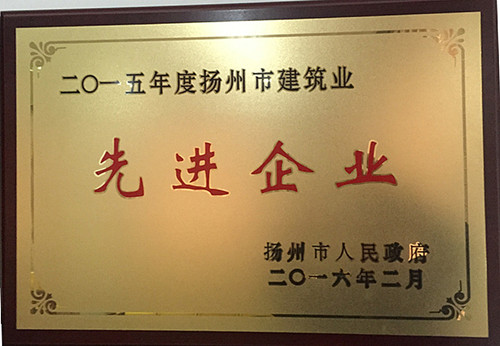 二〇一五年度扬州市建筑业
先进企业
扬州市人民政府
二〇一六年二月